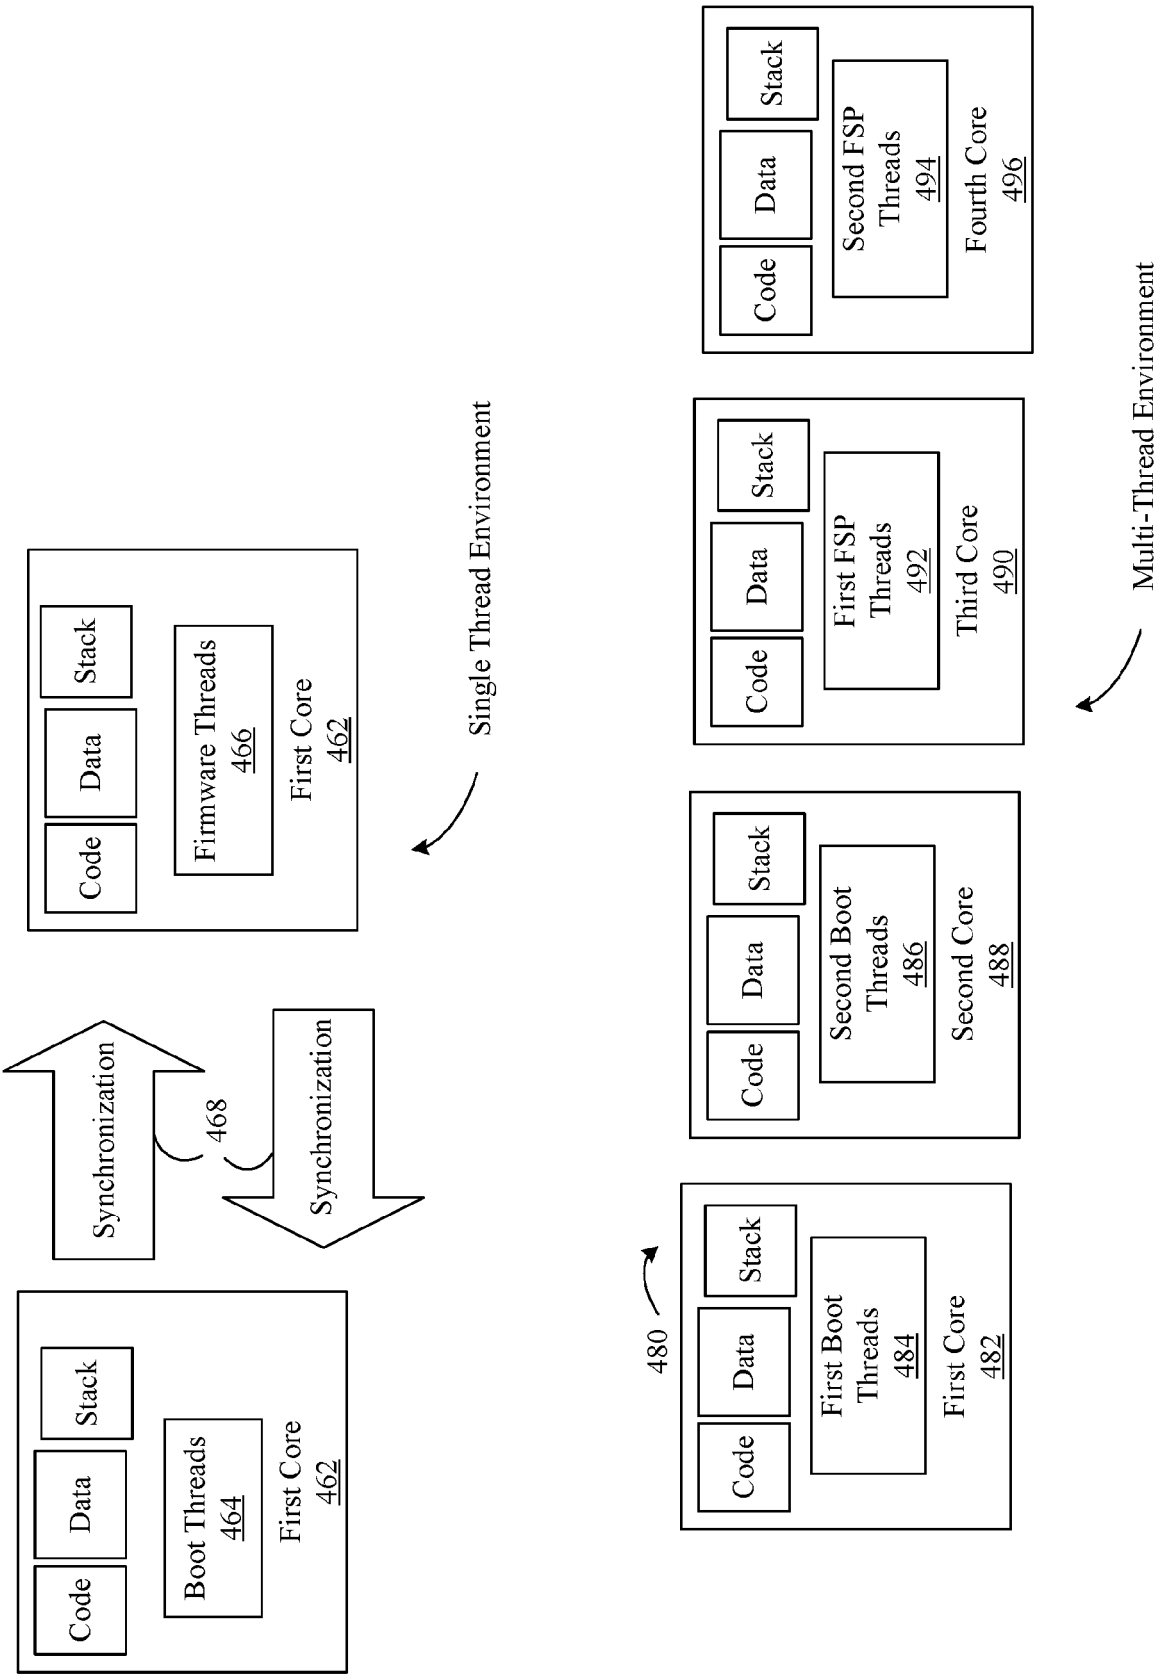 Code
Data
Stack
Boot Threads
464
First Core
462
Synchronization
468
Synchronization
Code
Data
Stack
Firmware Threads
466
First Core
462
Single Thread Environment
480
Code
Data
Stack
First Boot
Threads
484
First Core
482
Code
Data
Stack
Second Boot
Threads
486
Second Core
488
Code
Data
Stack
First FSP
Threads
492
Third Core
490
Code
Data
Stack
Second FSP
Threads
494
Fourth Core
496
Multi-Thread Environment